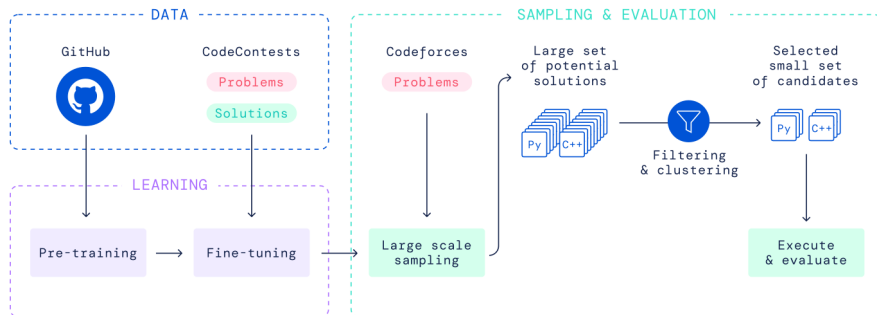 DATA
GitHub
CodeContests
Problems
Solutions
LEARNING
Pre-training
Fine-tuning
SAMPLING & EVALUATION
Codeforces
Problems
Large scale
sampling
Large set
of potential
solutions
Py
C++
Filtering
& clustering
Selected
small set
of candidates
Py
C++
Execute
& evaluate